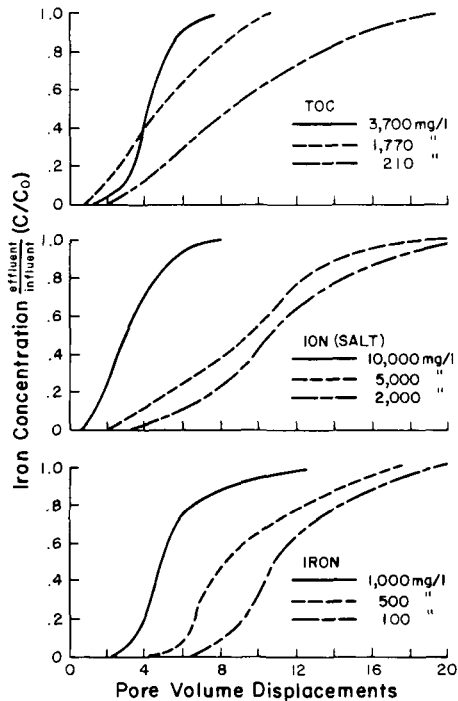 Iron Concentration effluent/influent (C/C₀)
1.0
.8
.6
.4
.2
0
TOC
3,700 mg/l
1,770 "
210 "
1.0
.8
.6
.4
.2
0
ION (SALT)
10,000 mg/l
5,000 "
2,000 "
1.0
.8
.6
.4
.2
0
IRON
1,000 mg/l
500 "
100 "
0 4 8 12 16 20
Pore Volume Displacements